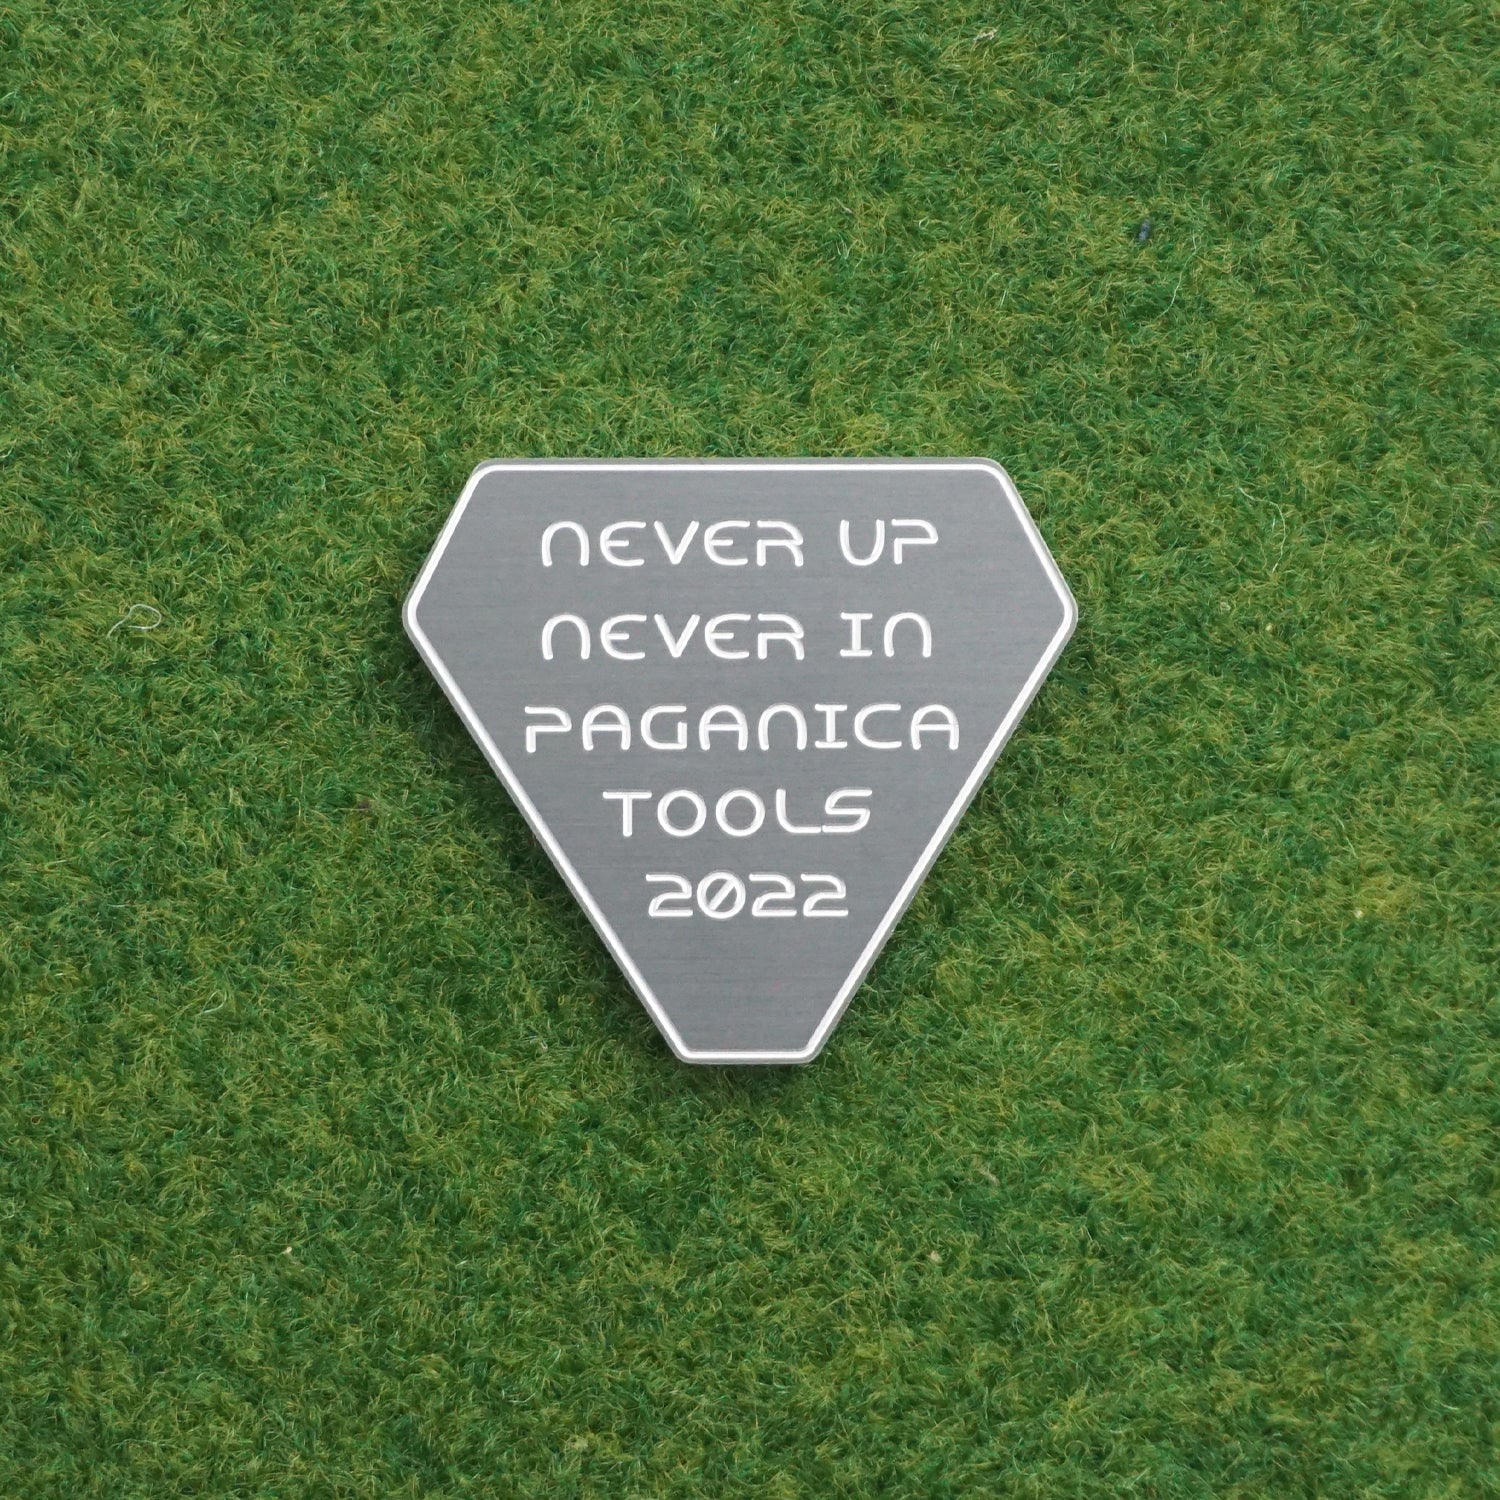 NEVER UP
NEVER IN
PAGANICA
TOOLS
2022